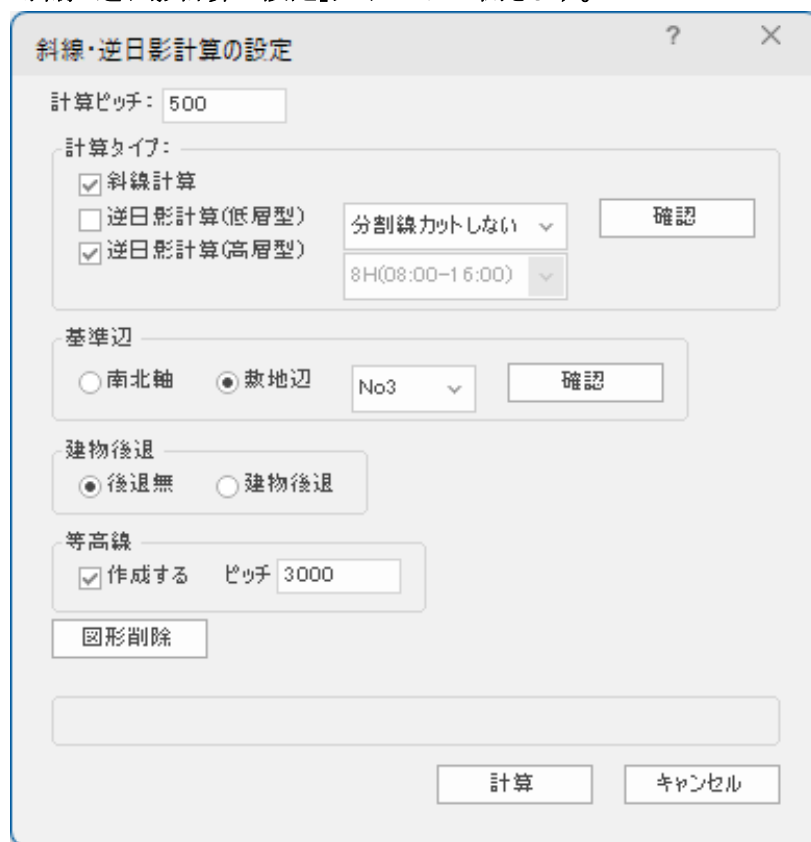 斜線・逆日影計算の設定 ?
計算ピッチ: 500
計算タイプ:
斜線計算
逆日影計算(低層型) 分割線カットしない 確認
逆日影計算(高層型)
8H(08:00-16:00)
基準辺
南北軸 敷地辺 No3 確認
建物後退
後退無 建物後退
等高線
作成する ピッチ 3000
図形削除
計算 キャンセル